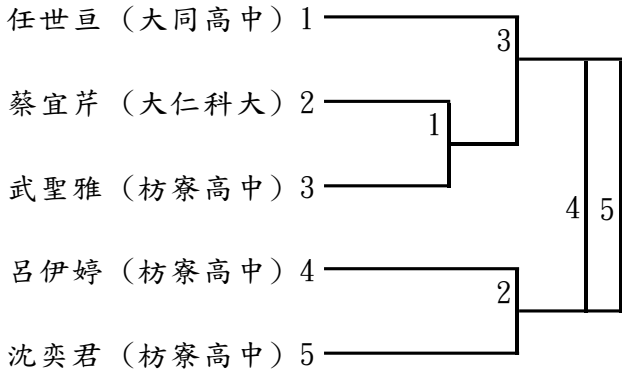 任世亘（大同高中）1
3
蔡宜芹（大仁科大）2
1
武聖雅（枋寮高中）3
4 5
呂伊婷（枋寮高中）4
2
沈奕君（枋寮高中）5